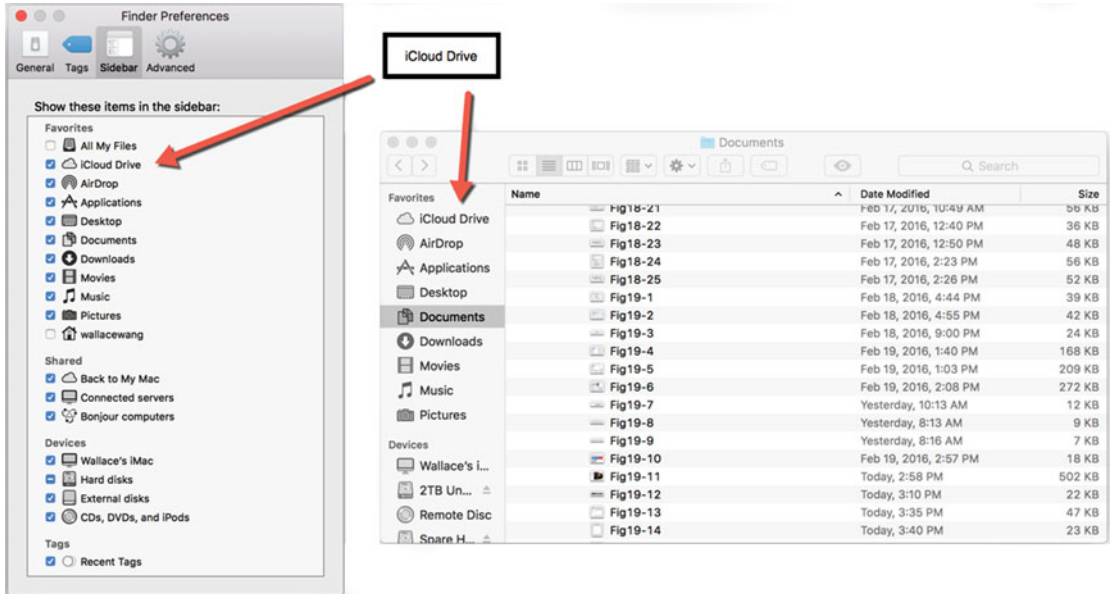 Finder Preferences
General Tags Sidebar Advanced
Show these items in the sidebar:
Favorites
All My Files
iCloud Drive
AirDrop
Applications
Desktop
Documents
Downloads
Movies
Music
Pictures
wallacewang
Shared
Back to My Mac
Connected servers
Bonjour computers
Devices
Wallace's iMac
Hard disks
External disks
CDs, DVDs, and iPods
Tags
Recent Tags
iCloud Drive
Documents
Search
Favorites
iCloud Drive
AirDrop
Applications
Desktop
Documents
Downloads
Movies
Music
Pictures
Devices
Wallace's i...
2TB Un...
Remote Disc
Spare H...
Name Date Modified Size
Fig18-21 Feb 17, 2016, 10:49 AM 56 KB
Fig18-22 Feb 17, 2016, 12:40 PM 36 KB
Fig18-23 Feb 17, 2016, 12:50 PM 48 KB
Fig18-24 Feb 17, 2016, 2:23 PM 56 KB
Fig18-25 Feb 17, 2016, 2:26 PM 52 KB
Fig19-1 Feb 18, 2016, 4:44 PM 39 KB
Fig19-2 Feb 18, 2016, 4:55 PM 42 KB
Fig19-3 Feb 18, 2016, 9:00 PM 24 KB
Fig19-4 Feb 19, 2016, 1:40 PM 168 KB
Fig19-5 Feb 19, 2016, 1:03 PM 209 KB
Fig19-6 Feb 19, 2016, 2:08 PM 272 KB
Fig19-7 Yesterday, 10:13 AM 12 KB
Fig19-8 Yesterday, 8:13 AM 9 KB
Fig19-9 Yesterday, 8:16 AM 7 KB
Fig19-10 Feb 19, 2016, 2:57 PM 18 KB
Fig19-11 Today, 2:58 PM 502 KB
Fig19-12 Today, 3:10 PM 22 KB
Fig19-13 Today, 3:35 PM 47 KB
Fig19-14 Today, 3:40 PM 23 KB